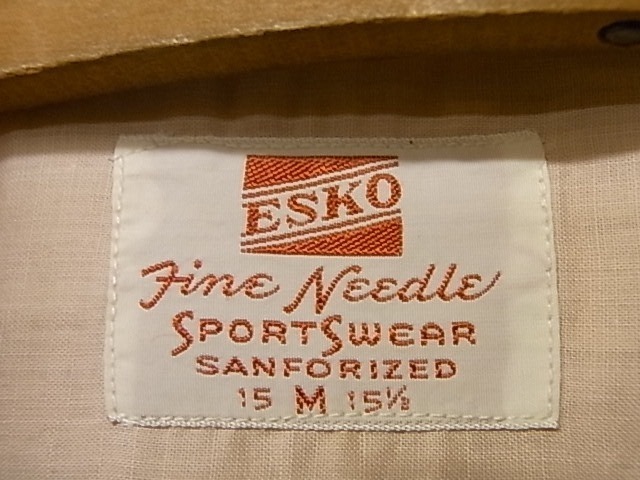 ESKO
Fine Needle
SPORTSWEAR
SANFORIZED
15 M 15½